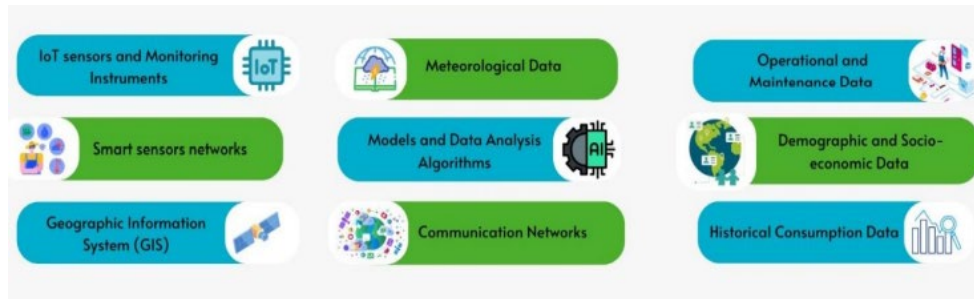 IoT sensors and Monitoring
Instruments
IoT
Smart sensors networks
Geographic Information
System (GIS)
Meteorological Data
Models and Data Analysis
Algorithms
AI
Communication Networks
Operational and
Maintenance Data
Demographic and Socio-
economic Data
Historical Consumption Data